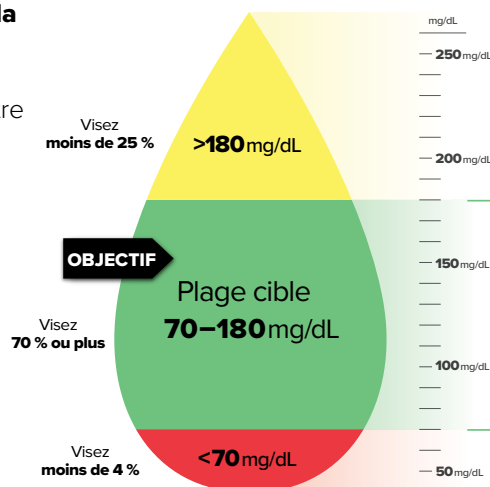 la
re
mg/dL
250 mg/dL
Visez
moins de 25 %
>180 mg/dL
200 mg/dL
OBJECTIF
150 mg/dL
Plage cible
70–180 mg/dL
Visez
70 % ou plus
100 mg/dL
Visez
moins de 4 %
<70 mg/dL
50 mg/dL